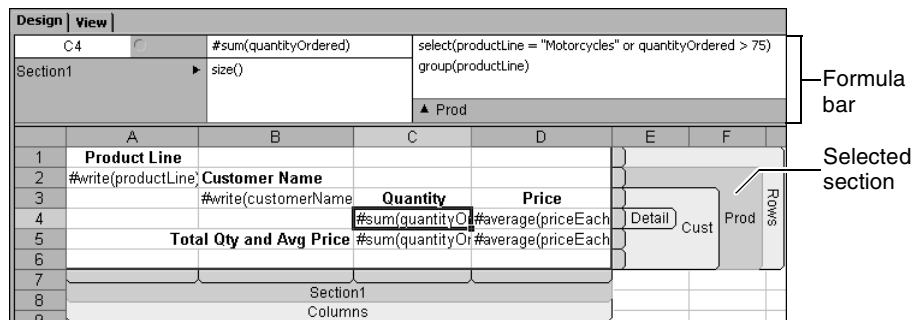 Design View
C4 #sum(quantityOrdered) select(productLine = "Motorcycles" or quantityOrdered > 75)
Section1 size() group(productLine)
Prod
Formula
bar
A B C D E F
1 Product Line
2 #write(productLine) Customer Name
3 #write(customerName Quantity Price
4 #sum(quantityOr #average(priceEach Detail
5 Total Qty and Avg Price #sum(quantityOr #average(priceEach
6
7
8 Section1
9 Columns
Cust
Prod
Rows
Selected
section